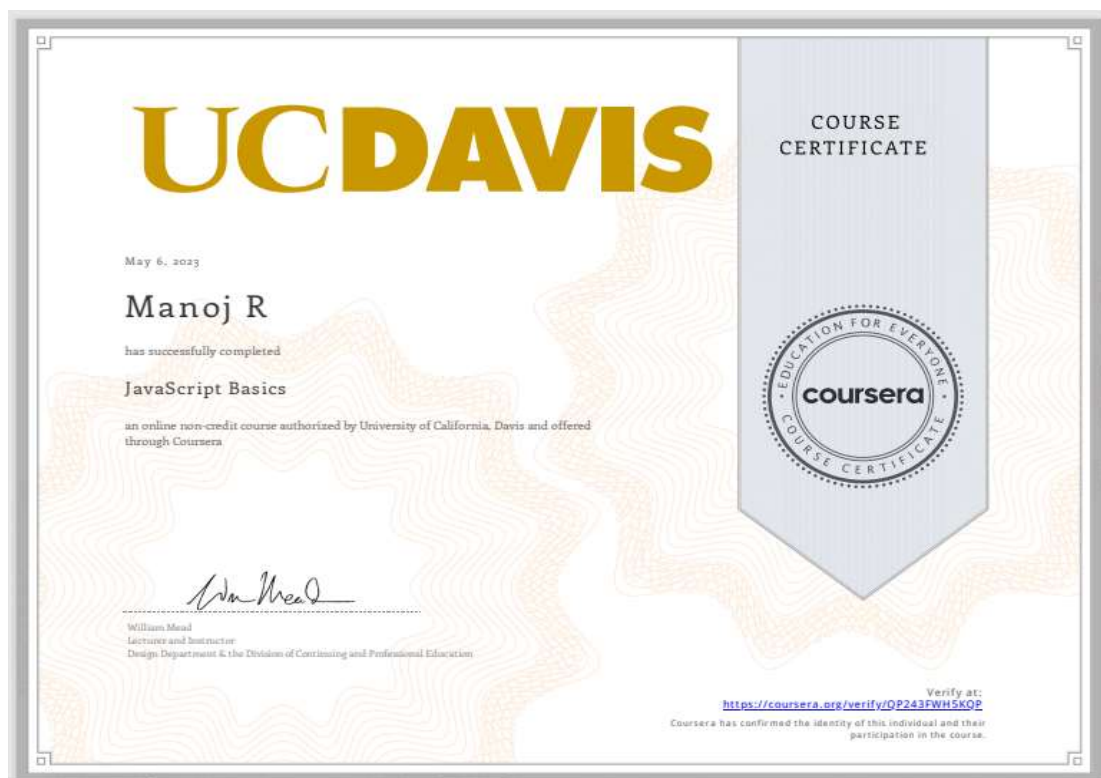 UCDAVIS
COURSE
CERTIFICATE
May 6, 2023
Manoj R
has successfully completed
JavaScript Basics
an online non-credit course authorized by University of California, Davis and offered
through Coursera
EDUCATION FOR EVERYONE
coursera
COURSE CERTIFICATE
William Mead
Lecturer and Instructor
Design Department & the Division of Continuing and Professional Education
Verify at:
https://coursera.org/verify/QP243FWH5KQP
Coursera has confirmed the identity of this individual and their
participation in the course.